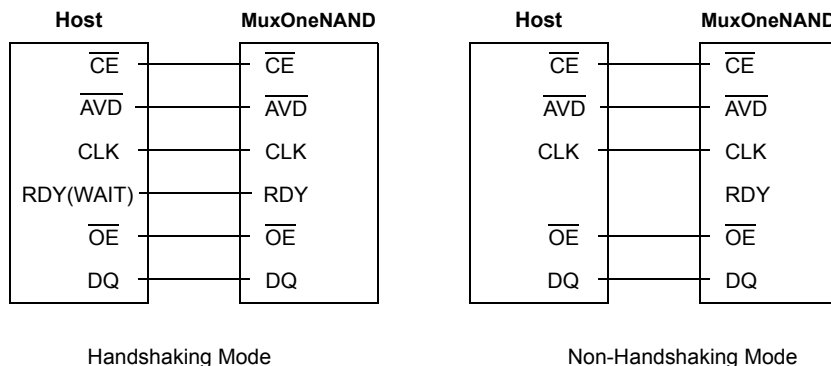 Host MuxOneNAND Host MuxOneNAND
CE CE CE CE
AVD AVD AVD AVD
CLK CLK CLK CLK
RDY(WAIT) RDY RDY
OE OE OE OE
DQ DQ DQ DQ
Handshaking Mode Non-Handshaking Mode